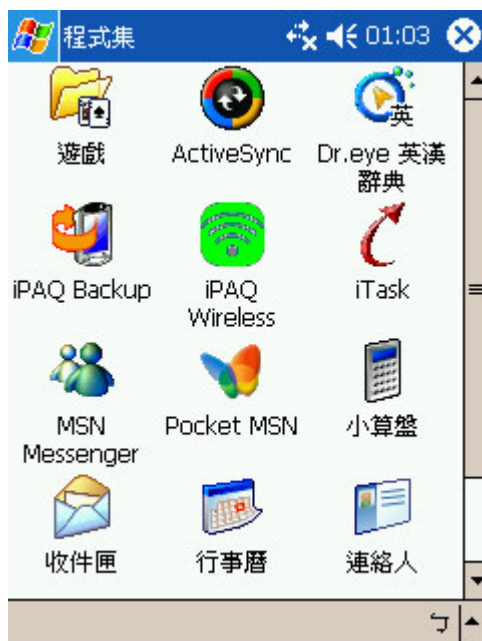 程式集 01:03
遊戲
ActiveSync
Dr.eye 英漢
辭典
英
iPAQ Backup
iPAQ
Wireless
iTask
MSN
Messenger
Pocket MSN
小算盤
收件匣
行事曆
連絡人
ㄅ